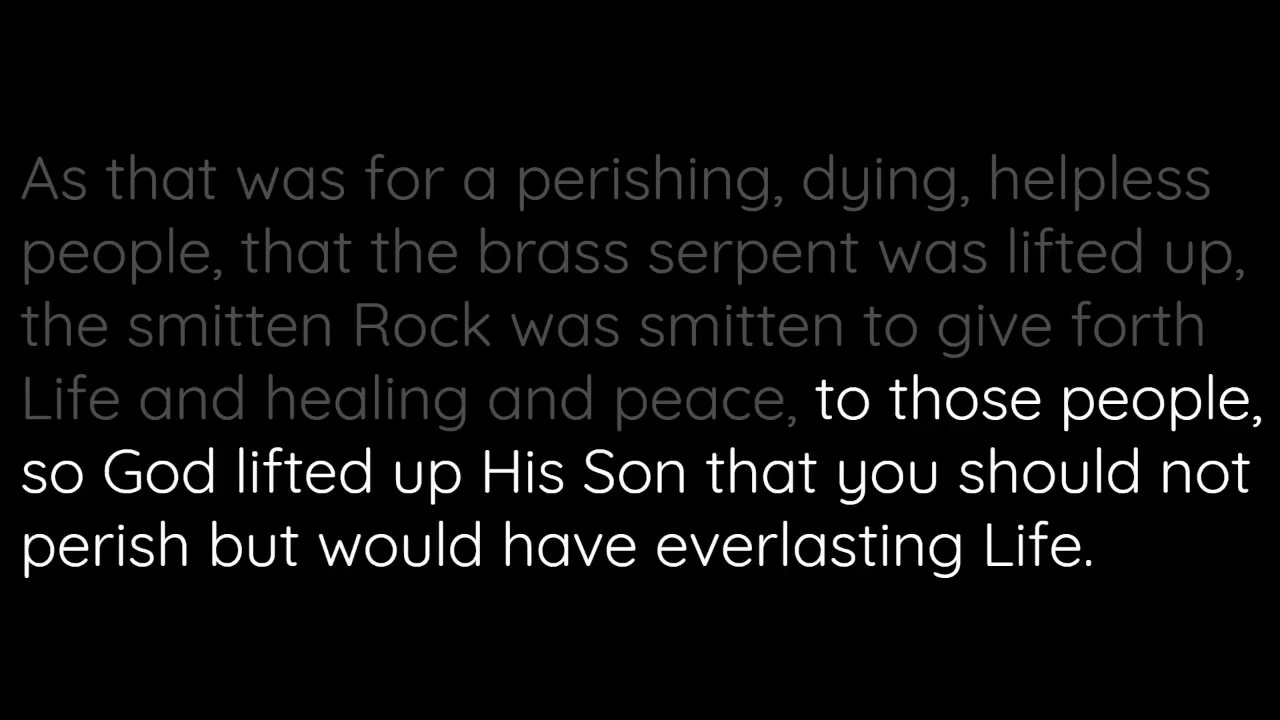 As that was for a perishing, dying, helpless
people, that the brass serpent was lifted up,
the smitten Rock was smitten to give forth
Life and healing and peace, to those people,
so God lifted up His Son that you should not
perish but would have everlasting Life.